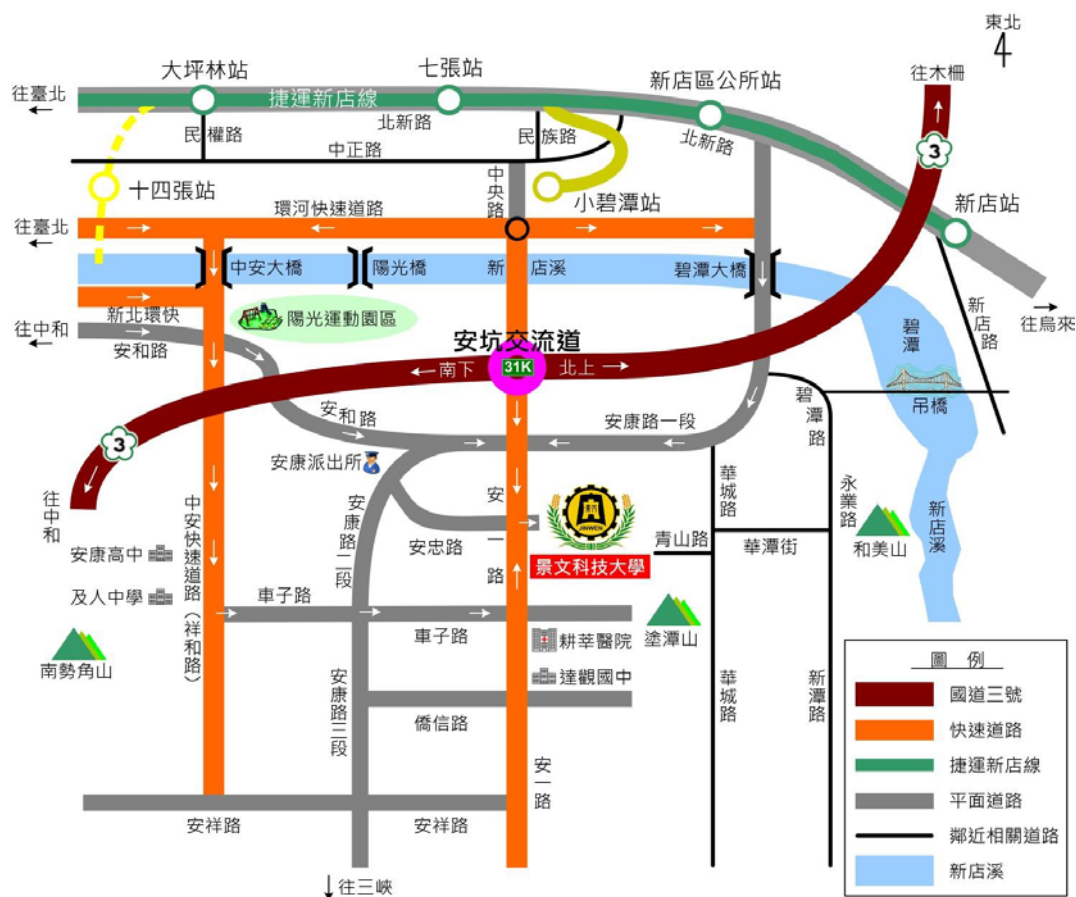 東北
往木柵
大坪林站
七張站
新店區公所站
往臺北
捷運新店線
北新路
北新路
民權路
民族路
中正路
3
十四張站
中央路
小碧潭站
新店站
環河快速道路
往臺北
中安大橋
陽光橋
新店溪
碧潭大橋
新北環快
陽光運動園區
往中和
安和路
新店路
往烏來
碧潭
安坑交流道
南下
31K
北上
吊橋
碧潭路
安和路
安康路一段
3
安康派出所
往中和
安康路二段
安一路
JINWEN
華城路
永業路
新店溪
中安快速道路(祥和路)
安康高中
安忠路
景文科技大學
青山路
華潭街
和美山
及人中學
車子路
車子路
耕莘醫院
塗潭山
南勢角山
達觀國中
安康路三段
僑信路
華城路
新潭路
安一路
安祥路
安祥路
往三峽
圖 例
國道三號
快速道路
捷運新店線
平面道路
鄰近相關道路
新店溪